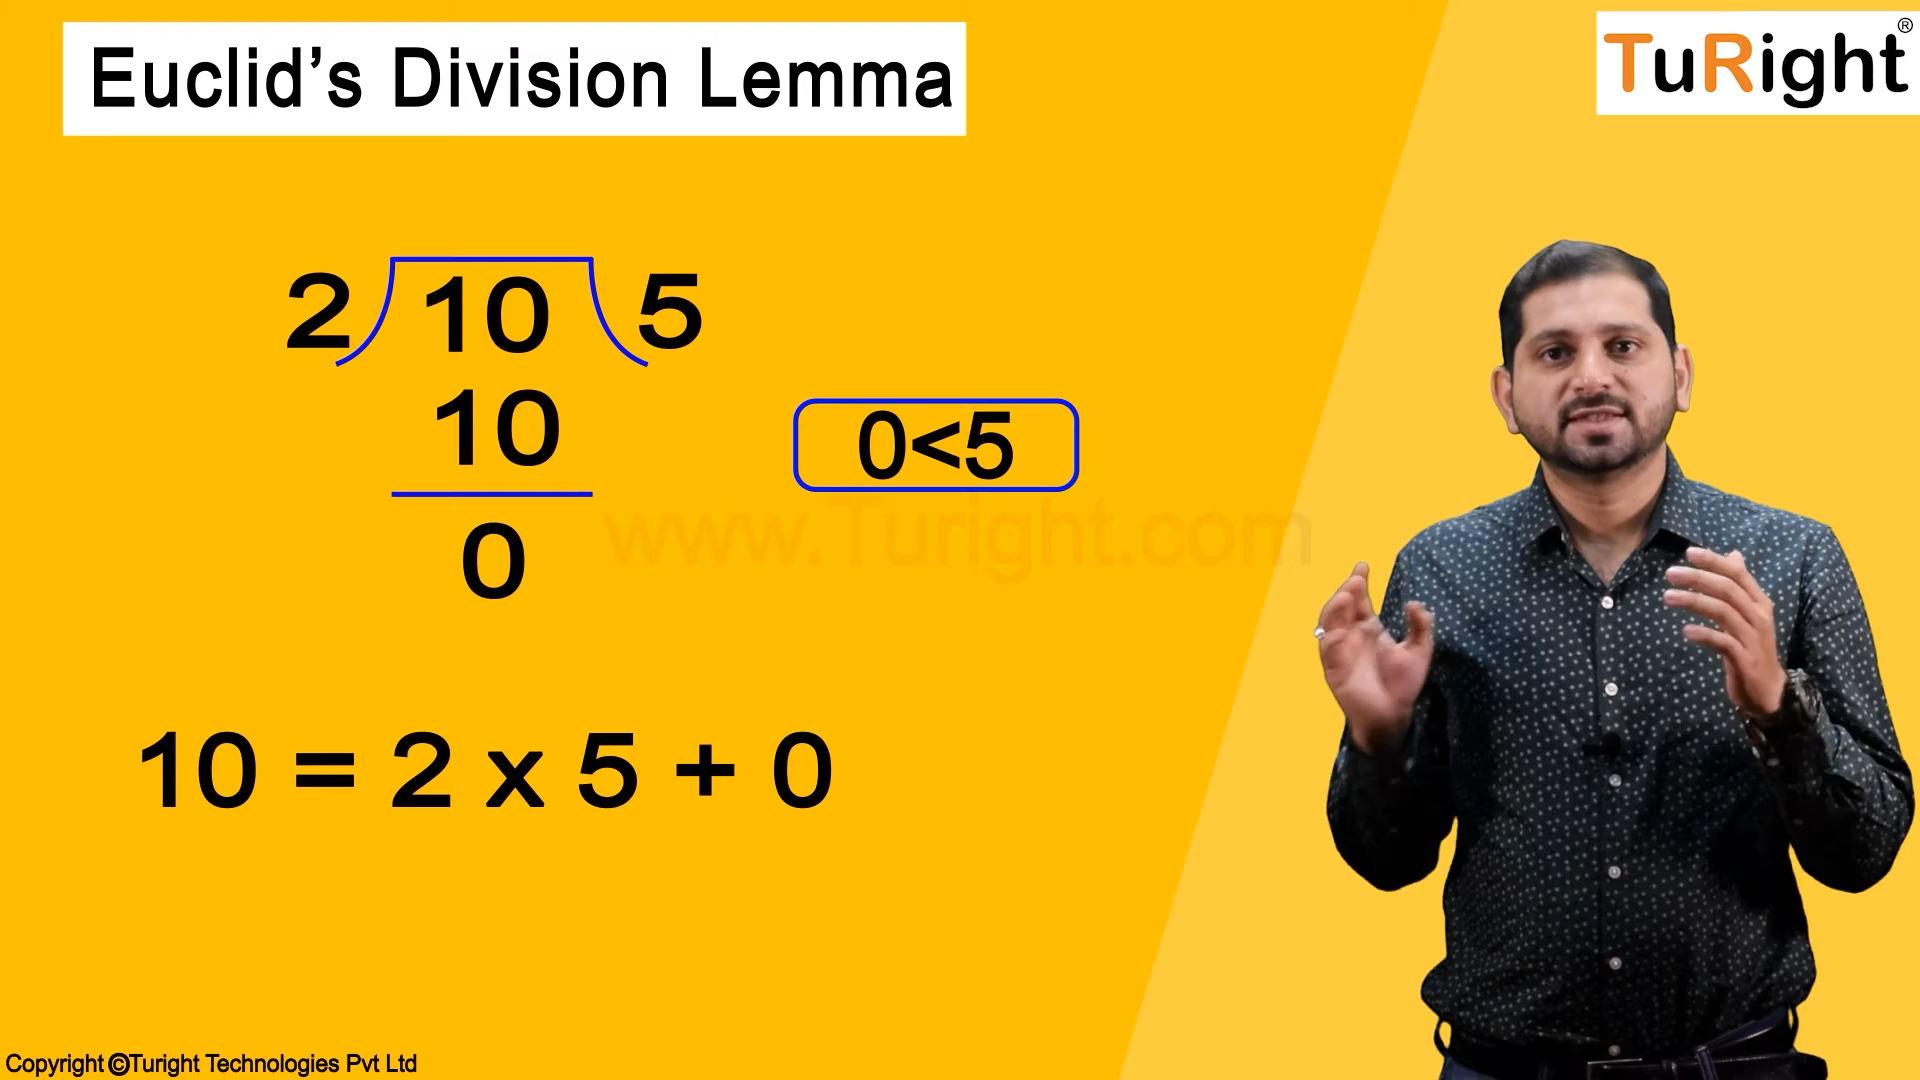 Euclid’s Division Lemma
TuRight®
2 10 5
10
0<5
0
www.Turight.com
10 = 2 x 5 + 0
Copyright ©Turight Technologies Pvt Ltd